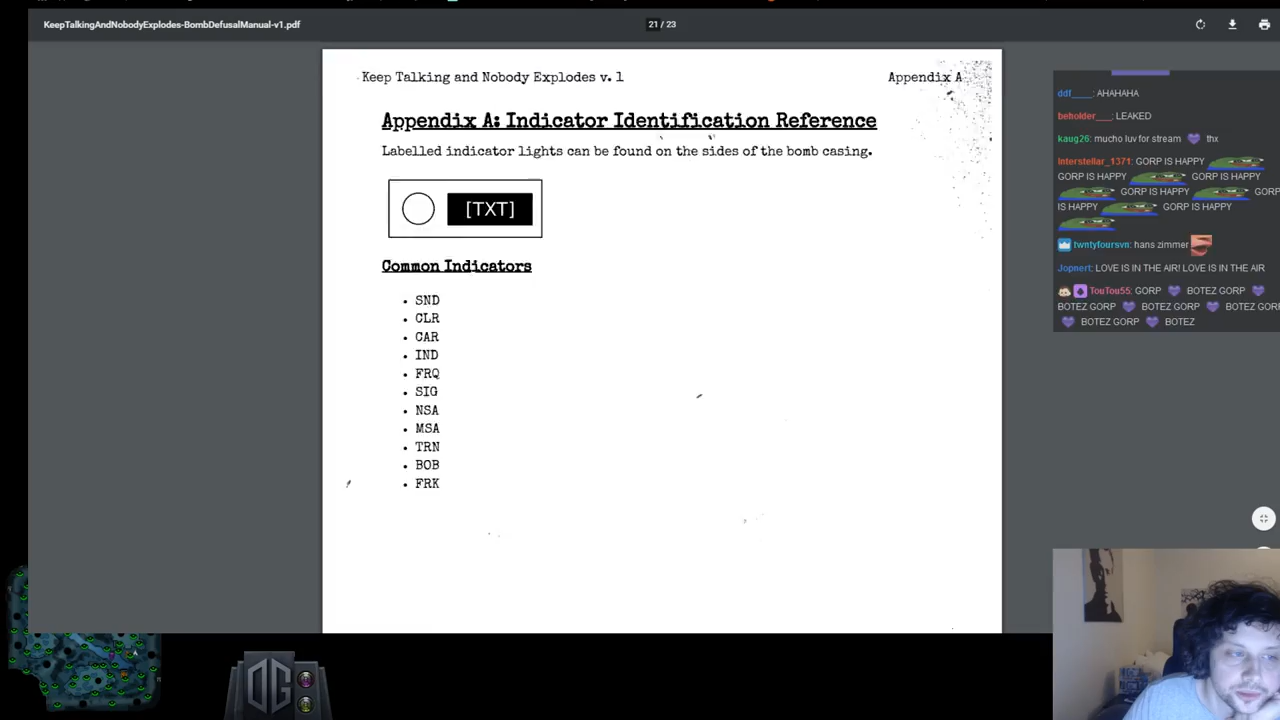 KeepTalkingAndNobodyExplodes-BombDefusalManual-v1.pdf
21 / 23
Keep Talking and Nobody Explodes v. 1
Appendix A
Appendix A: Indicator Identification Reference
Labelled indicator lights can be found on the sides of the bomb casing.
[TXT]
Common Indicators
SND
CLR
CAR
IND
FRQ
SIG
NSA
MSA
TRN
BOB
FRK
ddf____: AHAHAHA
beholder___: LEAKED
kaug26: mucho luv for stream thx
Interstellar_1371: GORP IS HAPPY
GORP IS HAPPY GORP IS HAPPY
GORP IS HAPPY GORP
IS HAPPY GORP IS HAPPY
twntyfoursvn: hans zimmer
Jopnert: LOVE IS IN THE AIR! LOVE IS IN THE AIR
TouTou55: GORP BOTEZ GORP
BOTEZ GORP BOTEZ GORP BOTEZ GORP
BOTEZ GORP BOTEZ
OG